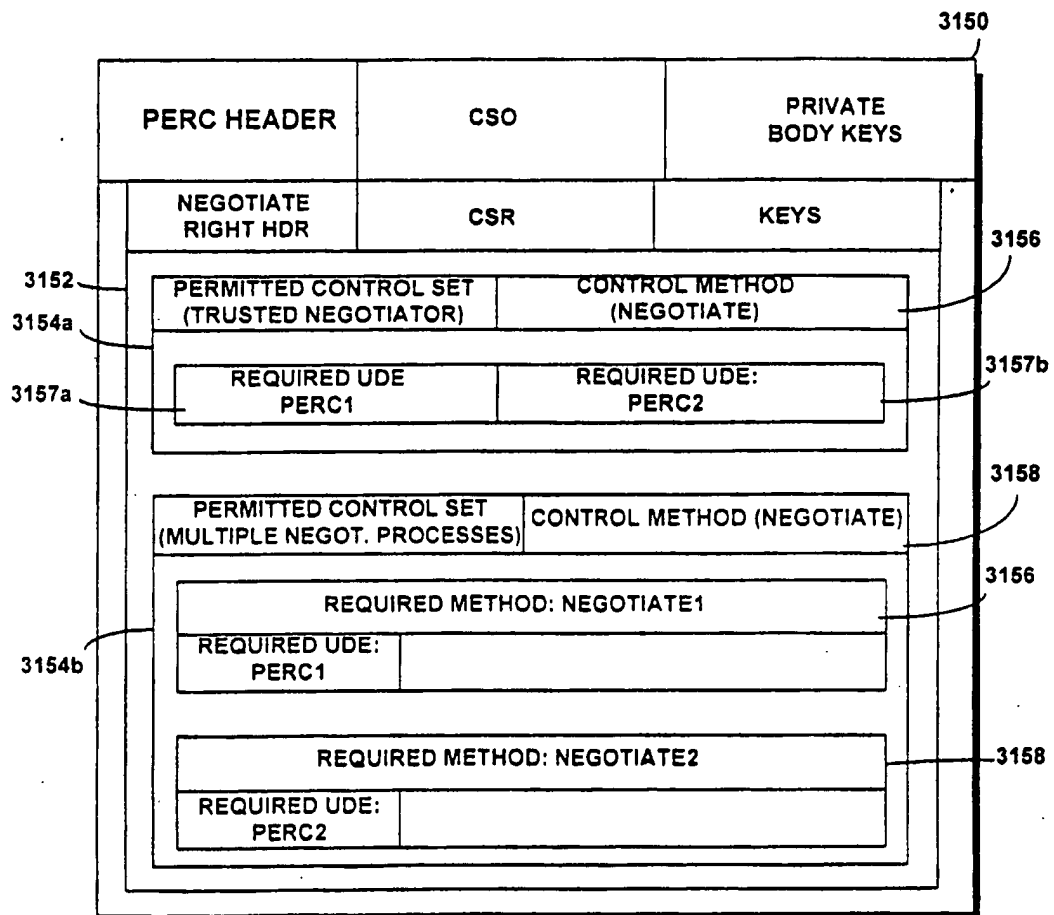 3150
PERC HEADER
CSO
PRIVATE
BODY KEYS
NEGOTIATE
RIGHT HDR
CSR
KEYS
3156
3152
PERMITTED CONTROL SET
(TRUSTED NEGOTIATOR)
CONTROL METHOD
(NEGOTIATE)
3154a
3157a
REQUIRED UDE
PERC1
REQUIRED UDE:
PERC2
3157b
3158
PERMITTED CONTROL SET
(MULTIPLE NEGOT. PROCESSES)
CONTROL METHOD (NEGOTIATE)
3156
REQUIRED METHOD: NEGOTIATE1
3154b
REQUIRED UDE:
PERC1
REQUIRED METHOD: NEGOTIATE2
3158
REQUIRED UDE:
PERC2